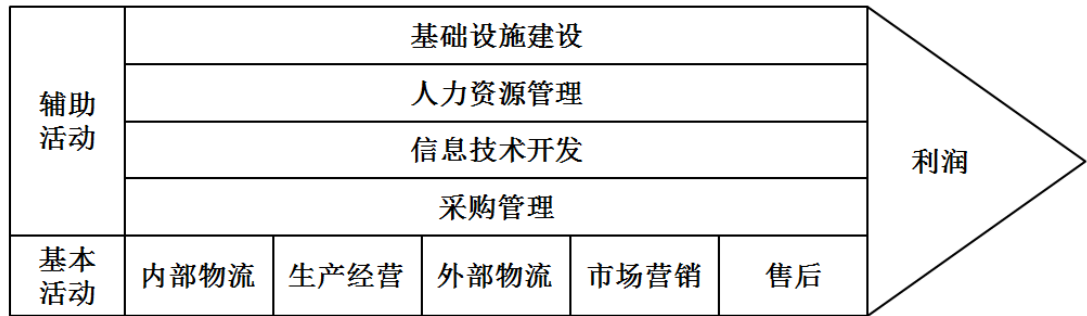 辅助
活动
基础设施建设
人力资源管理
信息技术开发
采购管理
利润
基本
活动
内部物流
生产经营
外部物流
市场营销
售后